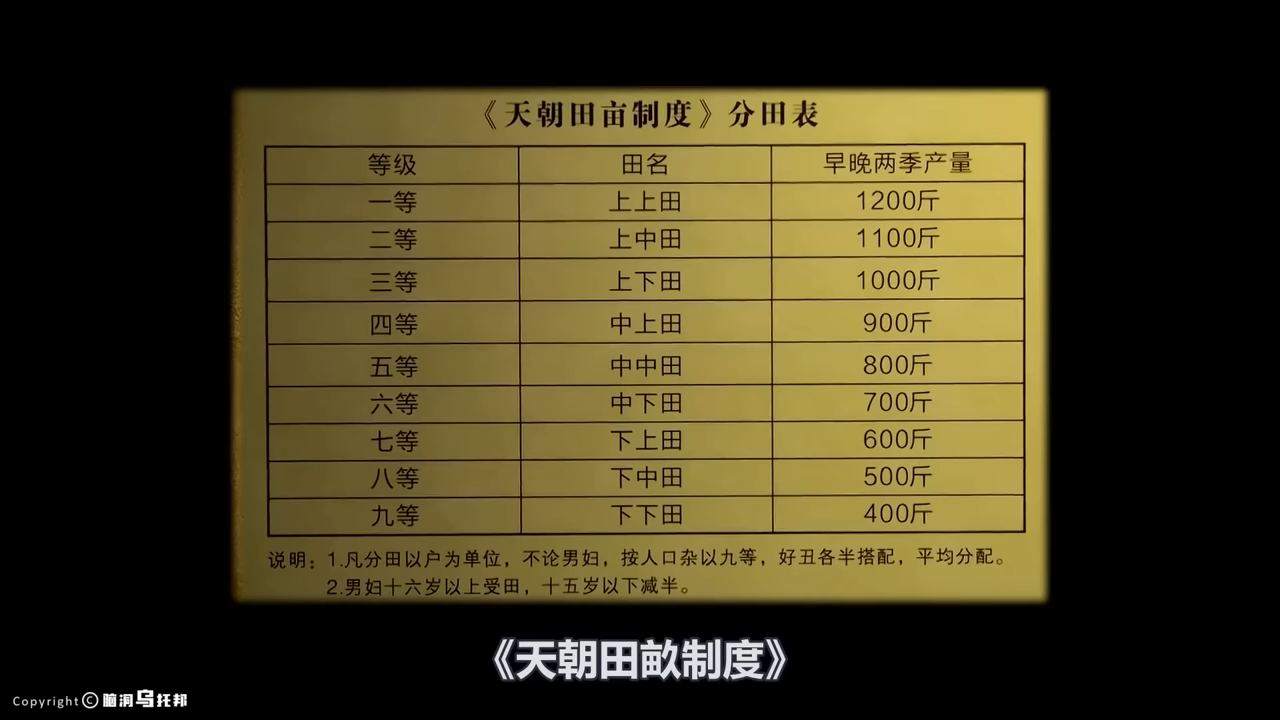 《天朝田亩制度》分田表
等级 田名 早晚两季产量
一等 上上田 1200斤
二等 上中田 1100斤
三等 上下田 1000斤
四等 中上田 900斤
五等 中中田 800斤
六等 中下田 700斤
七等 下上田 600斤
八等 下中田 500斤
九等 下下田 400斤
说明：1.凡分田以户为单位，不论男妇，按人口杂以九等，好丑各半搭配，平均分配。
2.男妇十六岁以上受田，十五岁以下减半。
《天朝田畝制度》
Copyright © 脑洞乌托邦